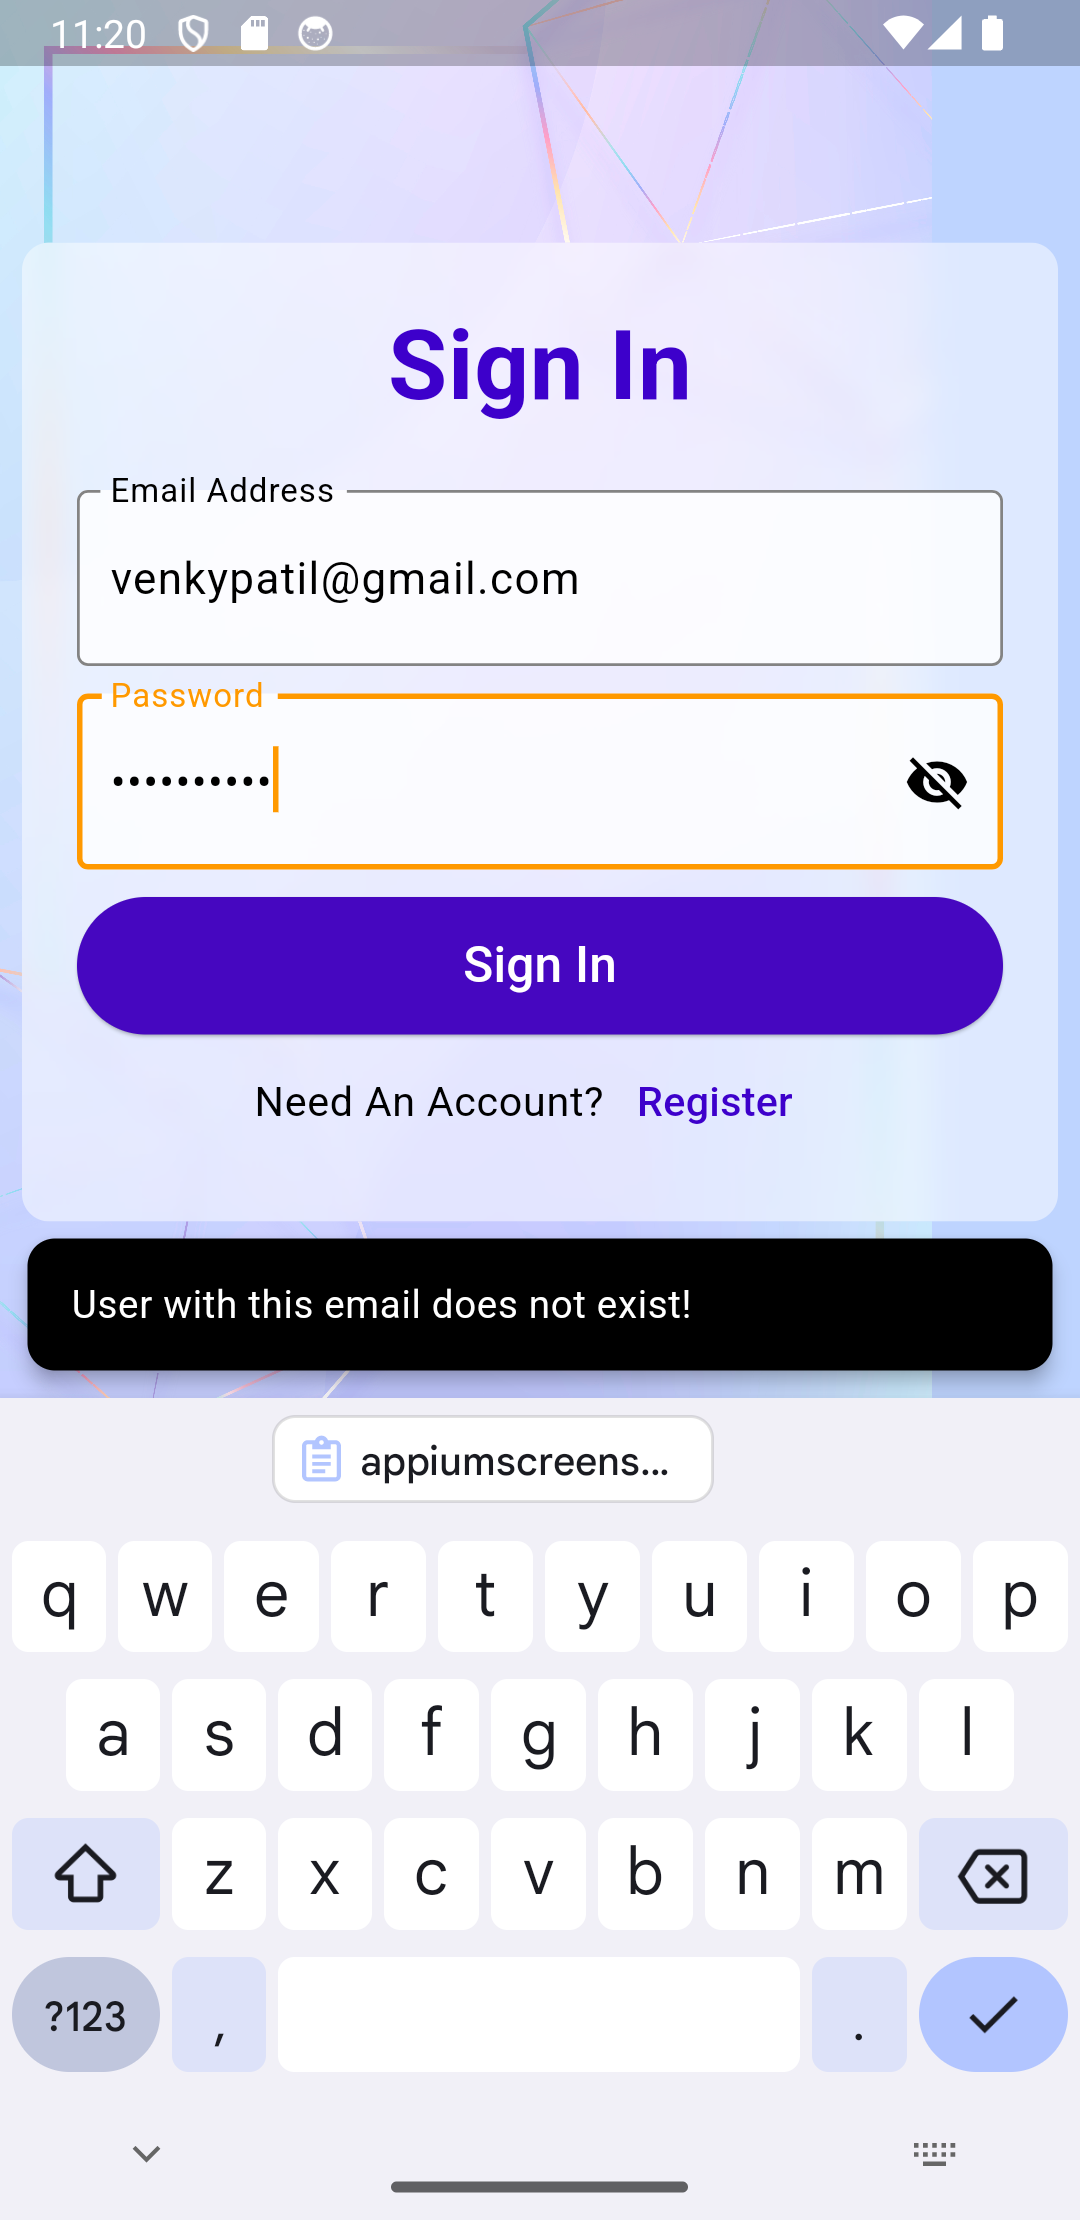 11:20
Sign In
Email Address
venkypatil@gmail.com
Password
••••••••••
Sign In
Need An Account? Register
User with this email does not exist!
appiumscreens...
q w e r t y u i o p
a s d f g h j k l
z x c v b n m
?123 , .